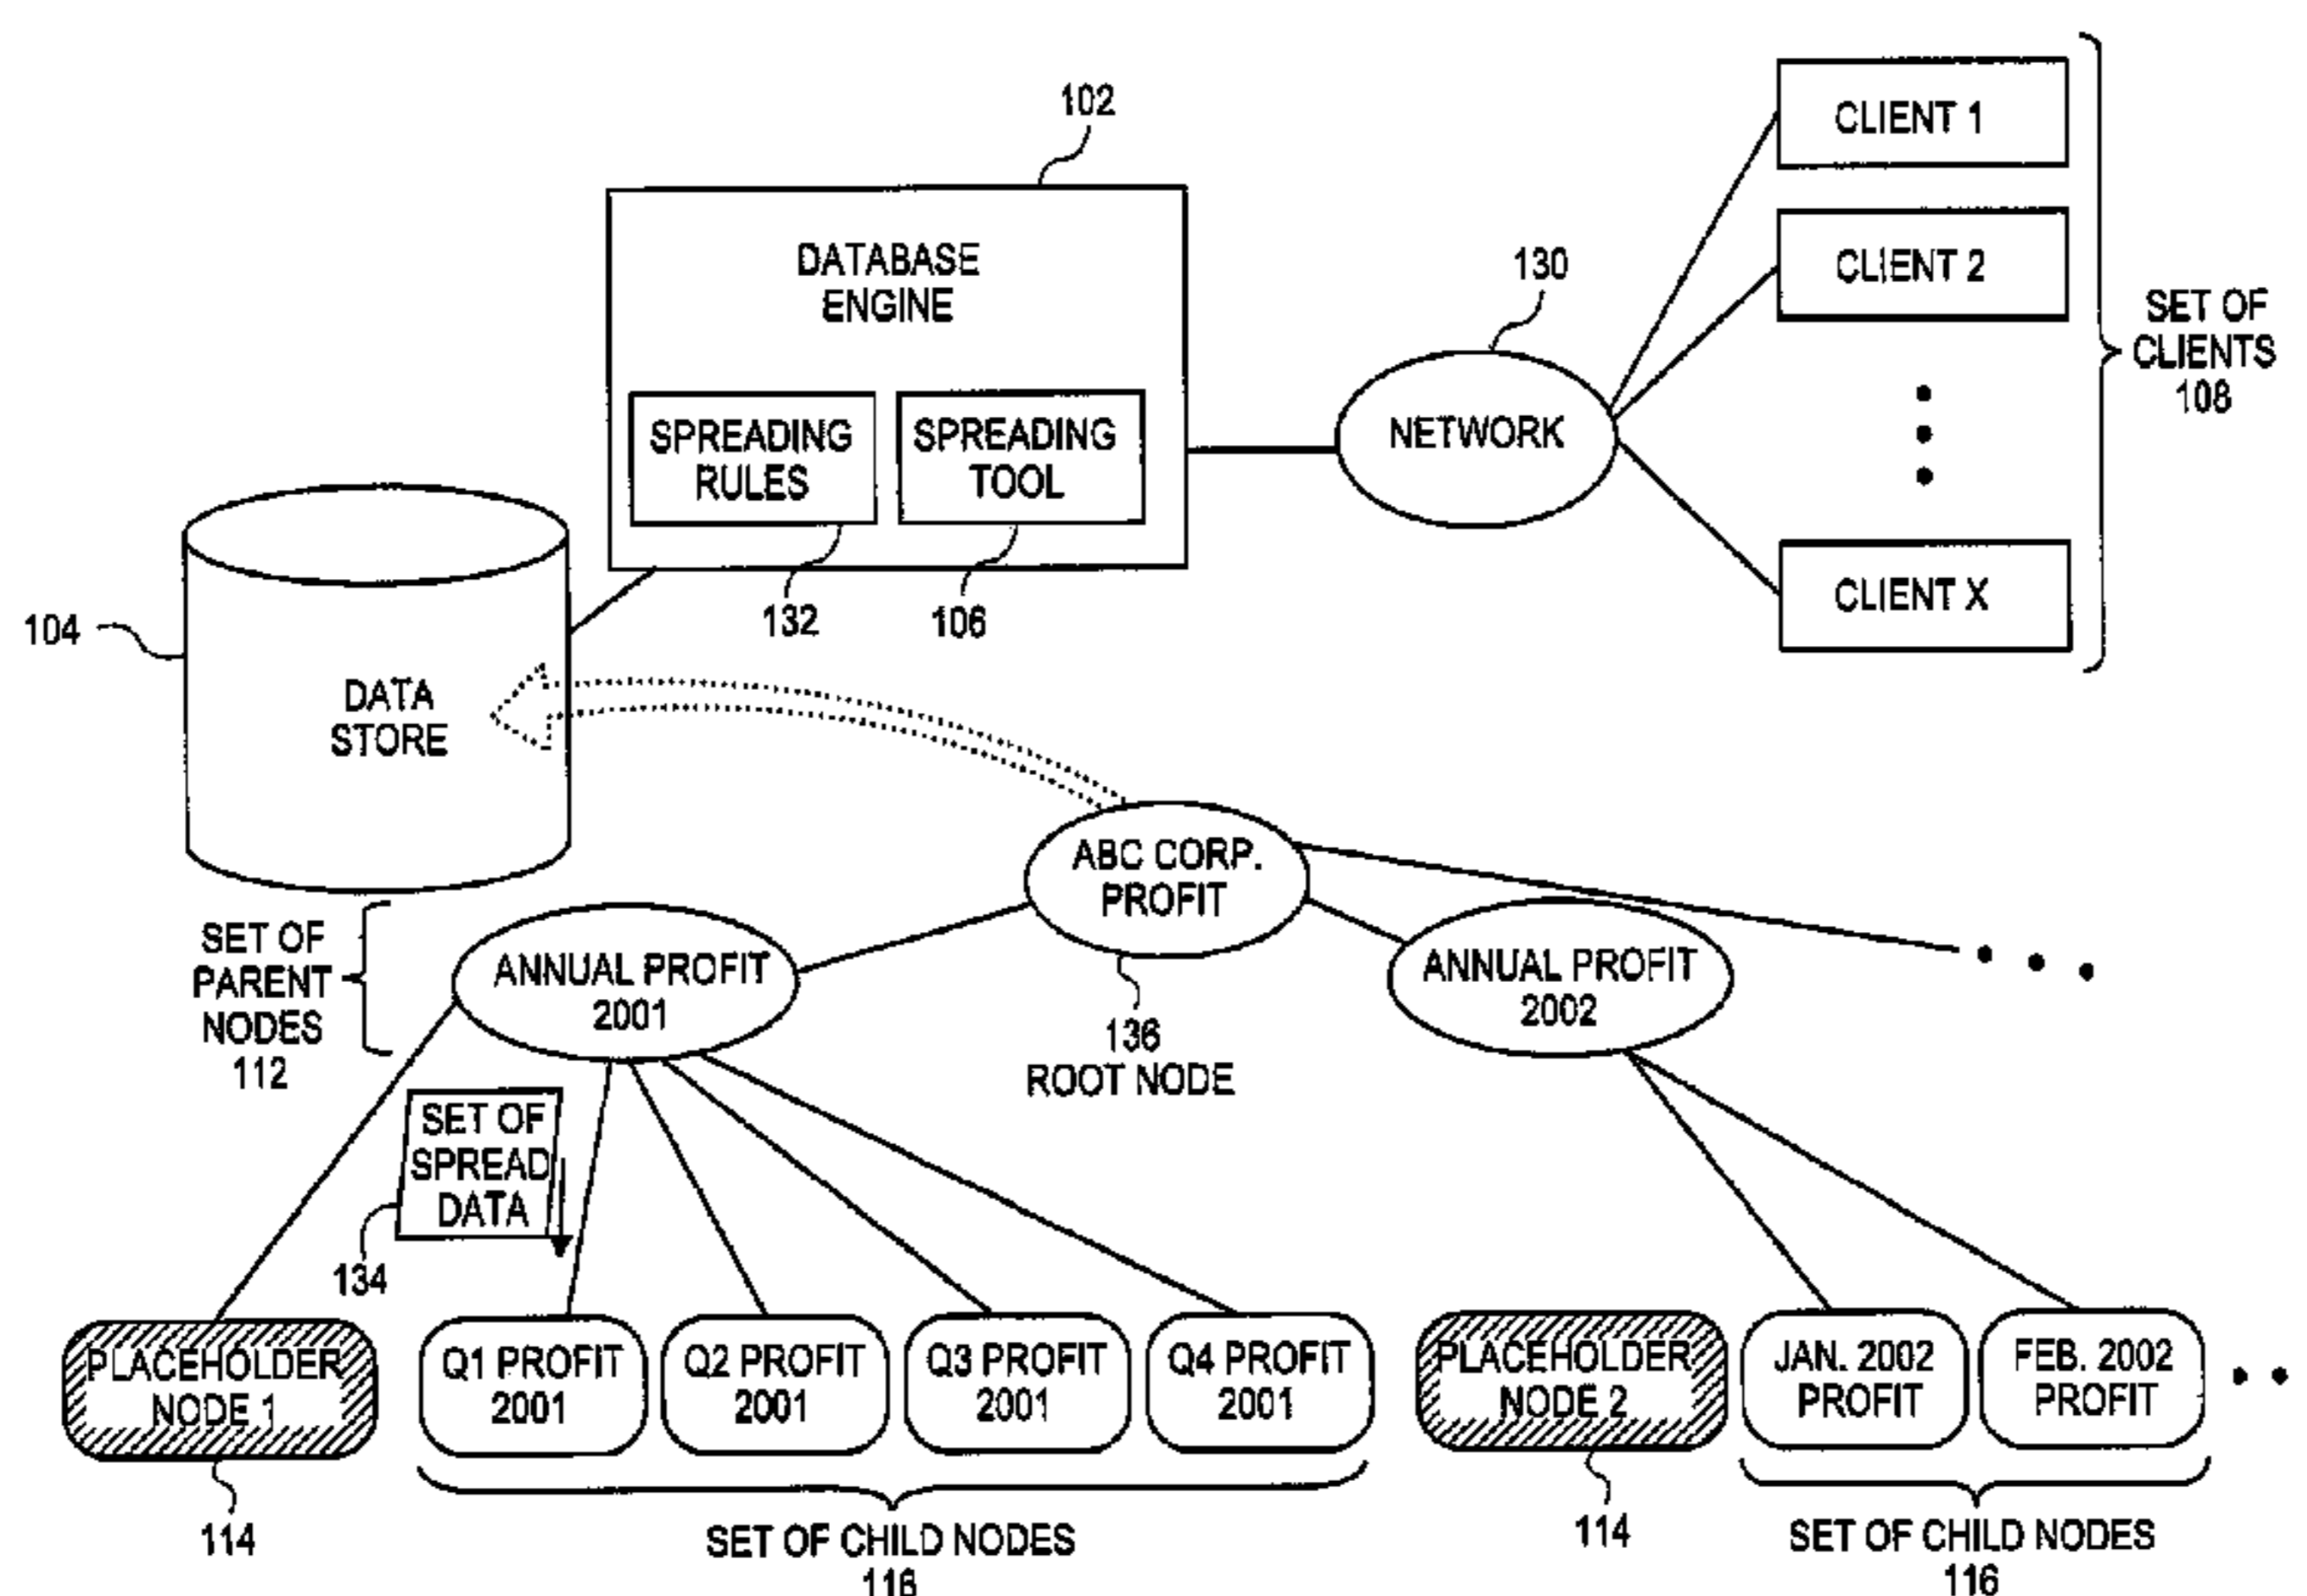 102
DATABASE
ENGINE
SPREADING
RULES
SPREADING
TOOL
132
106
130
NETWORK
CLIENT 1
CLIENT 2
CLIENT X
SET OF
CLIENTS
108
104
DATA
STORE
ABC CORP.
PROFIT
136
ROOT NODE
SET OF
PARENT
NODES
112
ANNUAL PROFIT
2001
ANNUAL PROFIT
2002
SET OF
SPREAD
DATA
134
PLACEHOLDER
NODE 1
114
Q1 PROFIT
2001
Q2 PROFIT
2001
Q3 PROFIT
2001
Q4 PROFIT
2001
SET OF CHILD NODES
116
PLACEHOLDER
NODE 2
114
JAN. 2002
PROFIT
FEB. 2002
PROFIT
SET OF CHILD NODES
116